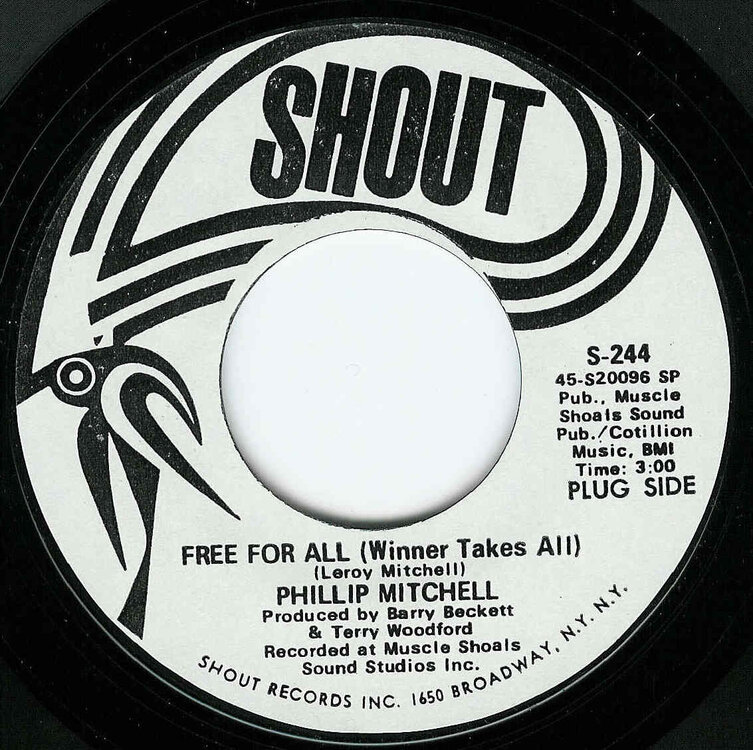 SHOUT
S-244
45-S20096 SP
Pub., Muscle
Shoals Sound
Pub./Cotillion
Music, BMI
Time: 3:00
PLUG SIDE
FREE FOR ALL (Winner Takes All)
(Leroy Mitchell)
PHILLIP MITCHELL
Produced by Barry Beckett
& Terry Woodford
Recorded at Muscle Shoals
Sound Studios Inc.
SHOUT RECORDS INC. 1650 BROADWAY, N.Y. N.Y.